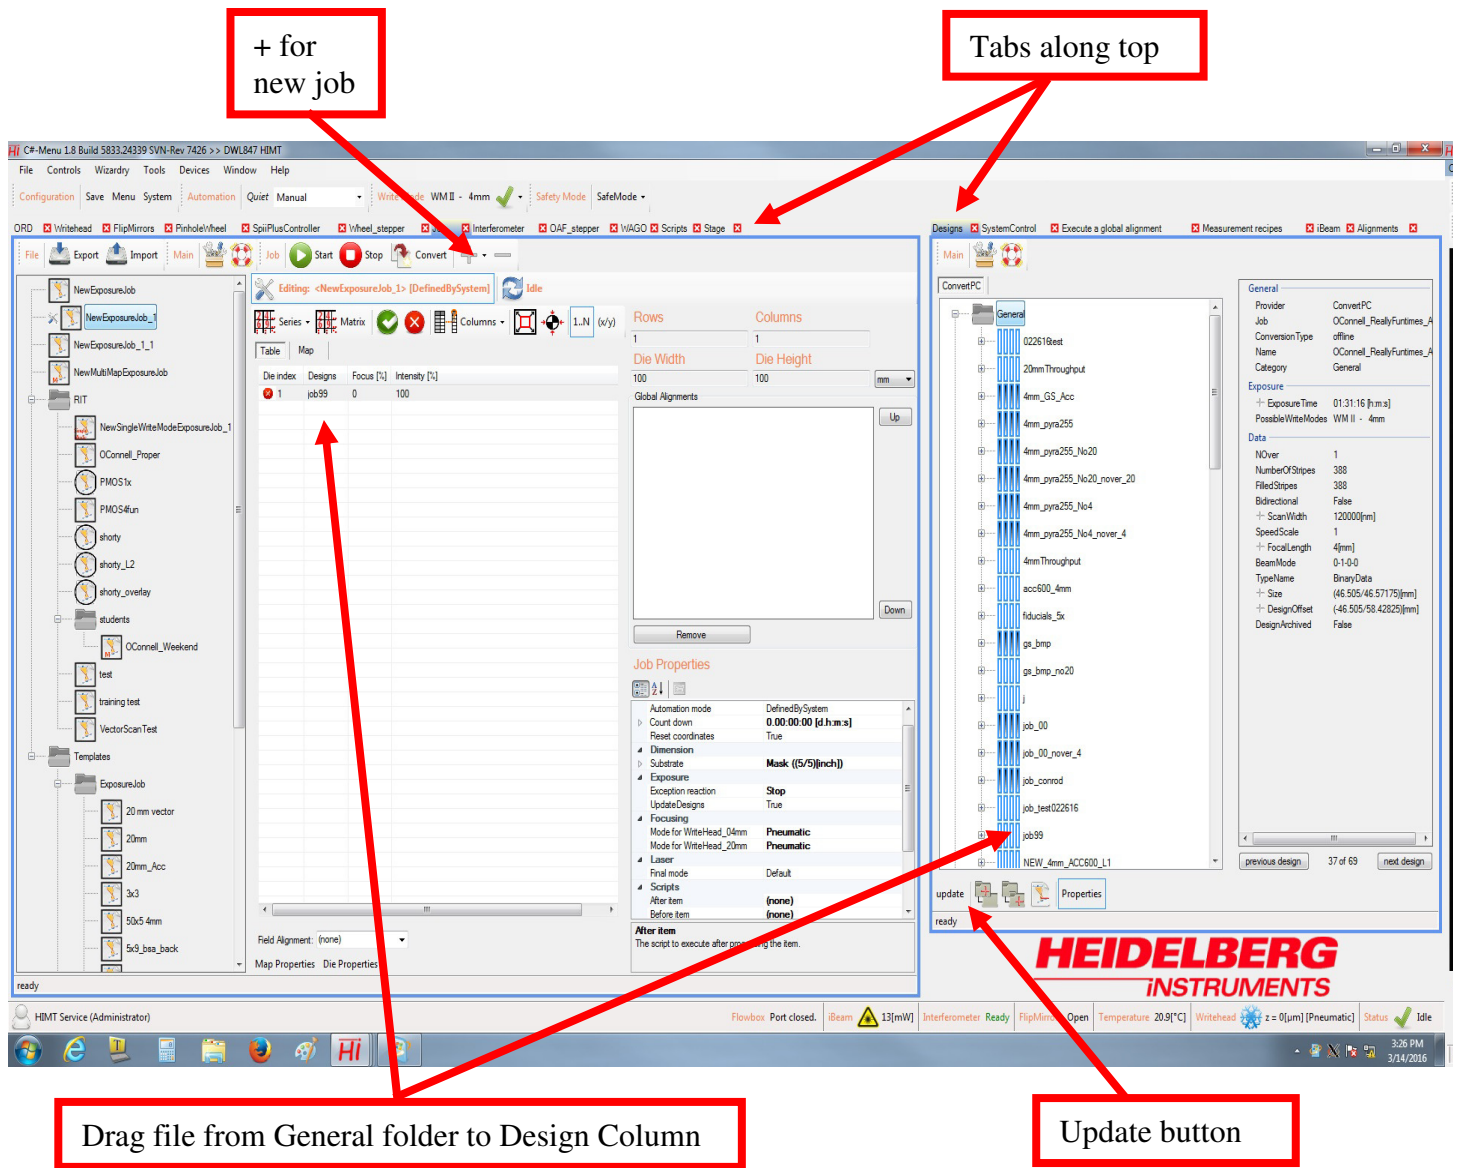 + for
new job
Tabs along top
C#-Menu 1.8 Build 5833.24339 SVN-Rev 7426 >> DWL847 HIMT
File Controls Wizardry Tools Devices Window Help
Configuration Save Menu System Automation Quiet Manual WM II - 4mm Safety Mode SafeMode
ORD Writehead FlipMirrors PinholeWheel SpiiPlusController Wheel_stepper Interferometer OAF_stepper WAGO Scripts Stage
Designs SystemControl Execute a global alignment Measurement recipes iBeam Alignments
File Export Import Main Job Start Stop Convert
Main
NewExposureJob
NewExposureJob_1
NewExposureJob_1_1
NewMultiMapExposureJob
RIT
NewSingleWriteModeExposureJob_1
OConnell_Proper
PMOS1x
PMOS4fun
shorty
shorty_L2
shorty_overlay
students
OConnell_Weekend
test
training test
VectorScanTest
Templates
ExposureJob
20 mm vector
20mm
20mm_Acc
3x3
50x5 4mm
5x9_bsa_back
ready
Editing: <NewExposureJob_1> [DefinedBySystem] Idle
Series Matrix Columns 1..N (x/y)
Table Map
Die index Designs Focus [%] Intensity [%]
1 job99 0 100
Field Alignment: (none)
Map Properties Die Properties
Rows Columns
1 1
Die Width Die Height
100 100 mm
Global Alignments
Up
Down
Remove
Job Properties
Automation mode DefinedBySystem
Count down 0.00:00:00 [d.h:m:s]
Reset coordinates True
Dimension
Substrate Mask ((5/5)[inch])
Exposure
Exception reaction Stop
UpdateDesigns True
Focusing
Mode for WriteHead_04mm Pneumatic
Mode for WriteHead_20mm Pneumatic
Laser
Final mode Default
Scripts
After item (none)
Before item (none)
After item
The script to execute after processing the item.
ConvertPC
General
022616test
20mmThroughput
4mm_GS_Acc
4mm_pyra255
4mm_pyra255_No20
4mm_pyra255_No20_nover_20
4mm_pyra255_No4
4mm_pyra255_No4_nover_4
4mmThroughput
acc600_4mm
fiducials_5x
gs_bmp
gs_bmp_no20
j
job_00
job_00_nover_4
job_conrod
job_test022616
job99
NEW_4mm_ACC600_L1
update Properties
ready
General
Provider ConvertPC
Job OConnell_ReallyFuntimes_A
ConversionType offline
Name OConnell_ReallyFuntimes_A
Category General
Exposure
ExposureTime 01:31:16 [h:m:s]
PossibleWriteModes WM II - 4mm
Data
NOver 1
NumberOfStripes 388
FilledStripes 388
Bidirectional False
ScanWidth 120000[nm]
SpeedScale 1
FocalLength 4[mm]
BeamMode 0-1-0-0
TypeName BinaryData
Size (46.505/46.57175)[mm]
DesignOffset (-46.505/58.42825)[mm]
DesignArchived False
previous design 37 of 69 next design
HEIDELBERG
INSTRUMENTS
HIMT Service (Administrator)
Flowbox Port closed. iBeam 13[mW] Interferometer Ready Open Temperature 20.9[°C] Writehead z = 0[µm] [Pneumatic] Status Idle
3:26 PM
3/14/2016
Drag file from General folder to Design Column
Update button